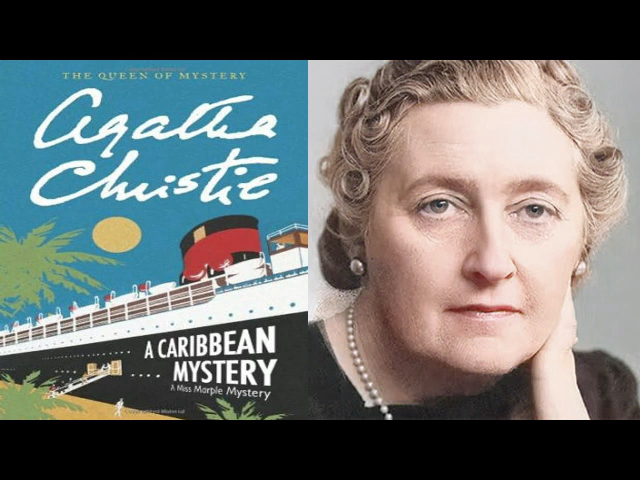 THE QUEEN OF MYSTERY
Agatha
Christie
A CARIBBEAN
MYSTERY
A Miss Marple Mystery